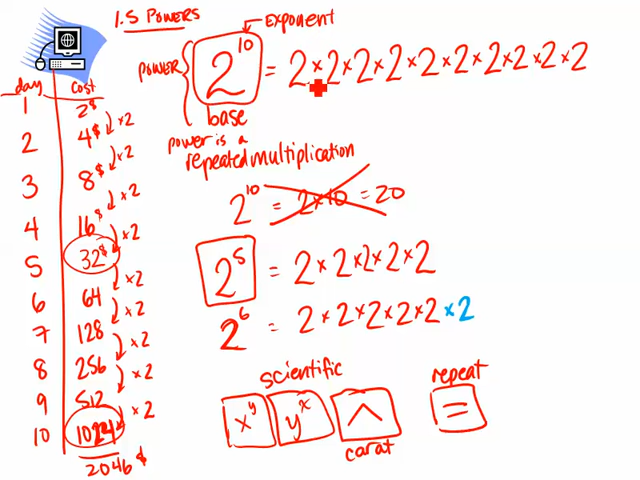 1.5 POWERS
Exponent
POWER
2^10 = 2×2×2×2×2×2×2×2×2×2
base
power is a
repeated multiplication
2^10 = 2×10 = 20
2^5 = 2×2×2×2×2
2^6 = 2×2×2×2×2×2
scientific
repeat
x^y
y^x
^
=
carat
day cost
1 2$
×2
2 4$
×2
3 8$
×2
4 16$
×2
5 32$
×2
6 64
×2
7 128
×2
8 256
×2
9 512
×2
10 1024
2046$